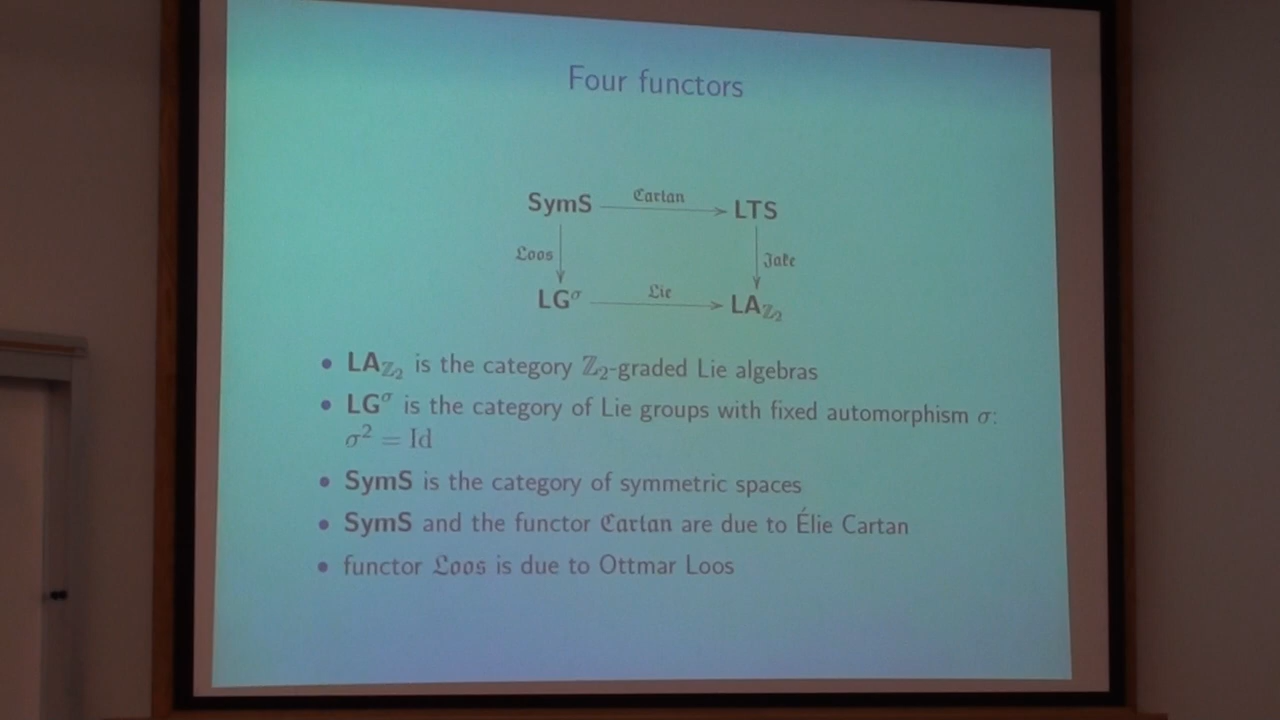 Four functors
SymS Cartan LTS
Loos Jake
LG^σ Lie LA_ℤ₂
• LA_ℤ₂ is the category ℤ₂-graded Lie algebras
• LG^σ is the category of Lie groups with fixed automorphism σ:
σ² = Id
• SymS is the category of symmetric spaces
• SymS and the functor Cartan are due to Élie Cartan
• functor Loos is due to Ottmar Loos